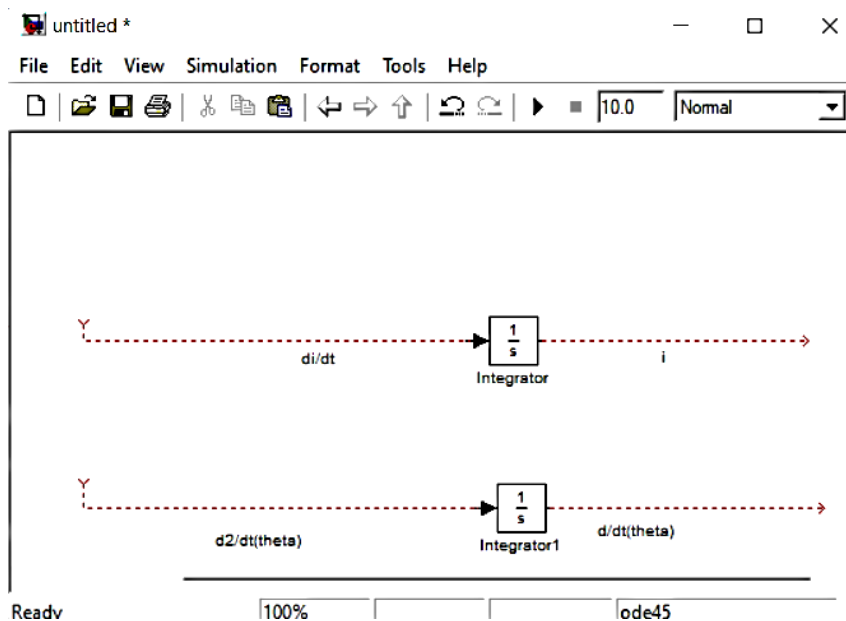 untitled *
File Edit View Simulation Format Tools Help
10.0 Normal
1
s
di/dt
i
Integrator
1
s
d2/dt(theta)
d/dt(theta)
Integrator1
Ready 100% ode45